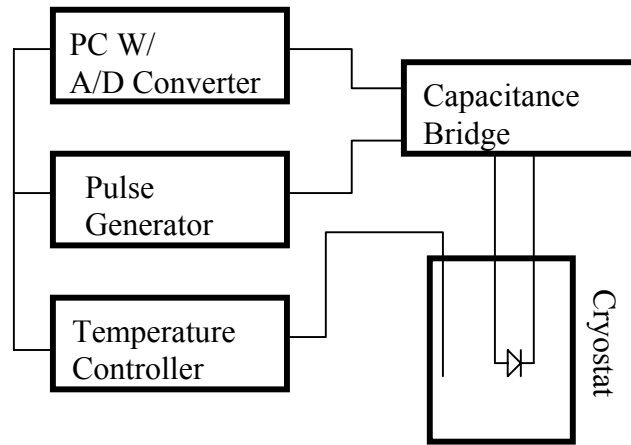 PC W/
A/D Converter
Capacitance
Bridge
Pulse
Generator
Temperature
Controller
Cryostat